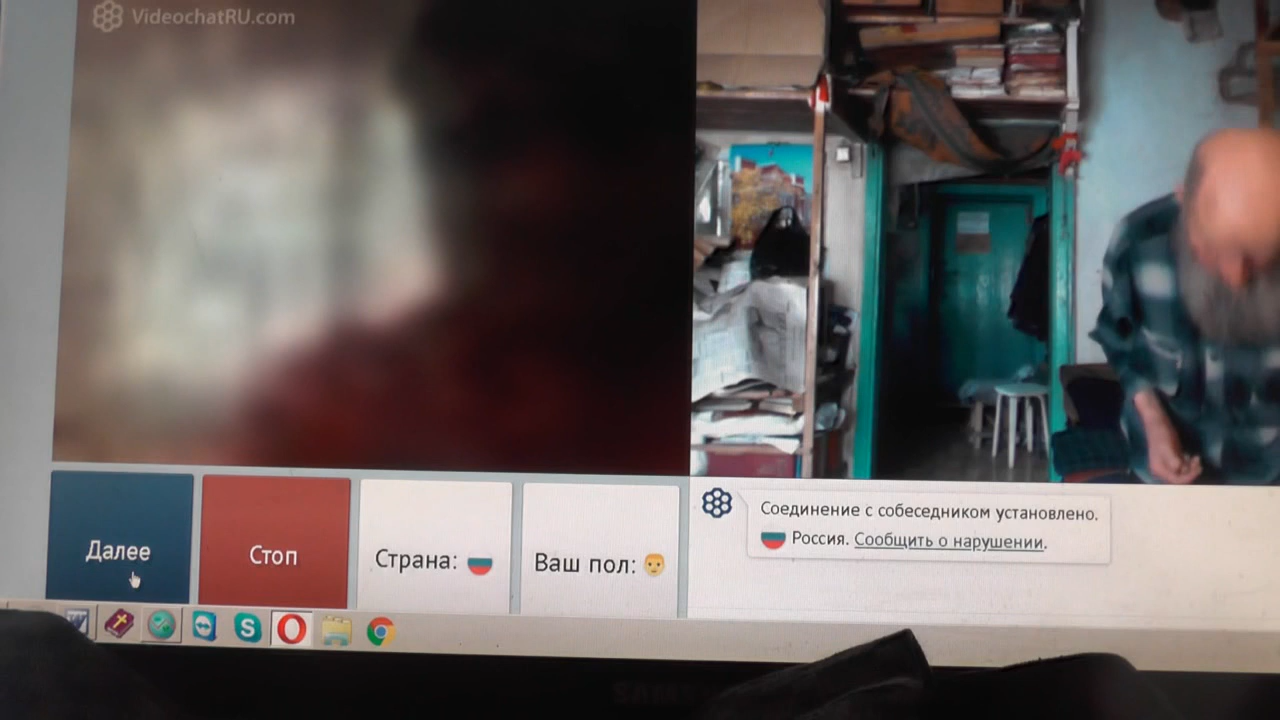 VideochatRU.com
Соединение с собеседником установлено.
Россия. Сообщить о нарушении.
Далее
Стоп
Страна:
Ваш пол:
W
S